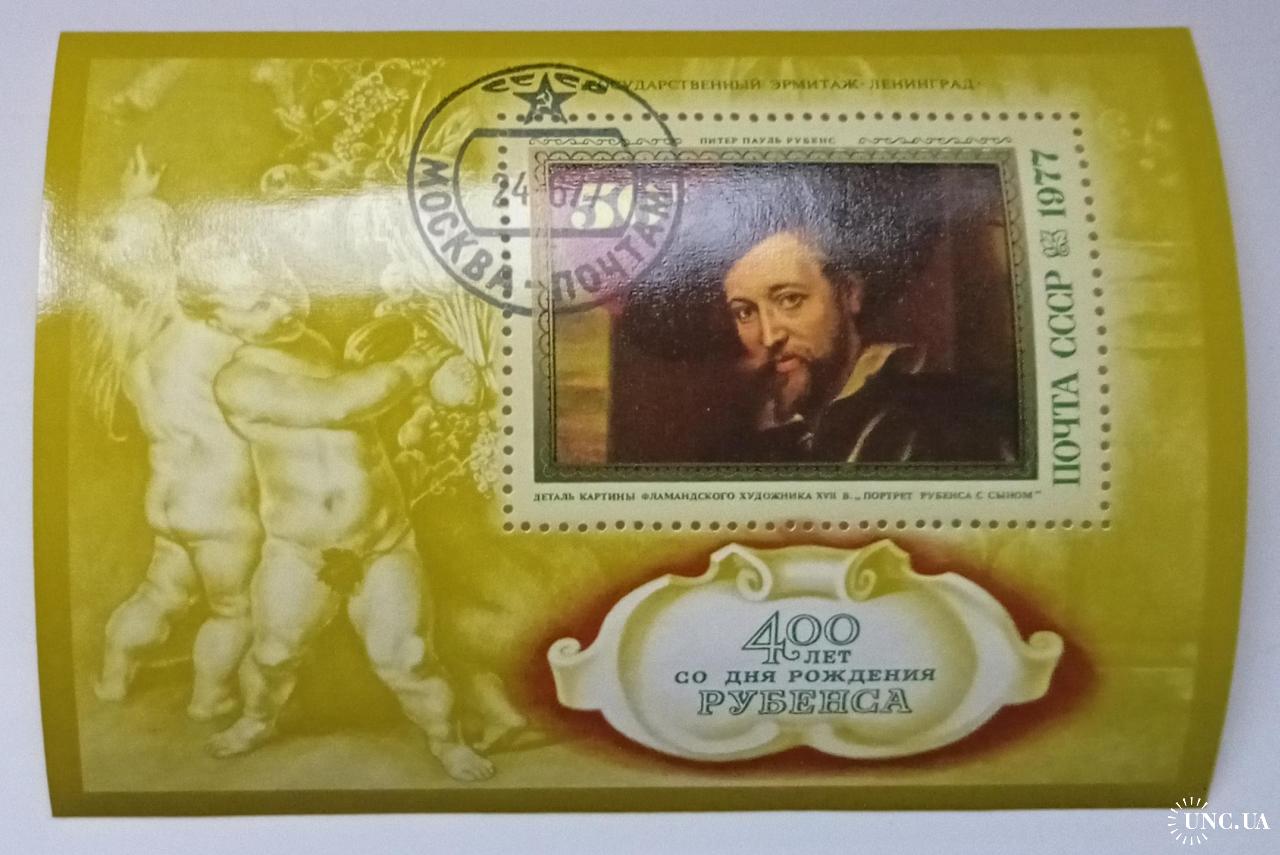 ГОСУДАРСТВЕННЫЙ ЭРМИТАЖ · ЛЕНИНГРАД ·
ПИТЕР ПАУЛЬ РУБЕНС
50
МОСКВА - ПОЧТАМТ
ПОЧТА СССР 1977
ДЕТАЛЬ КАРТИНЫ ФЛАМАНДСКОГО ХУДОЖНИКА XVII В. „ПОРТРЕТ РУБЕНСА С СЫНОМ"
400
ЛЕТ
СО ДНЯ РОЖДЕНИЯ
РУБЕНСА
UNC.UA